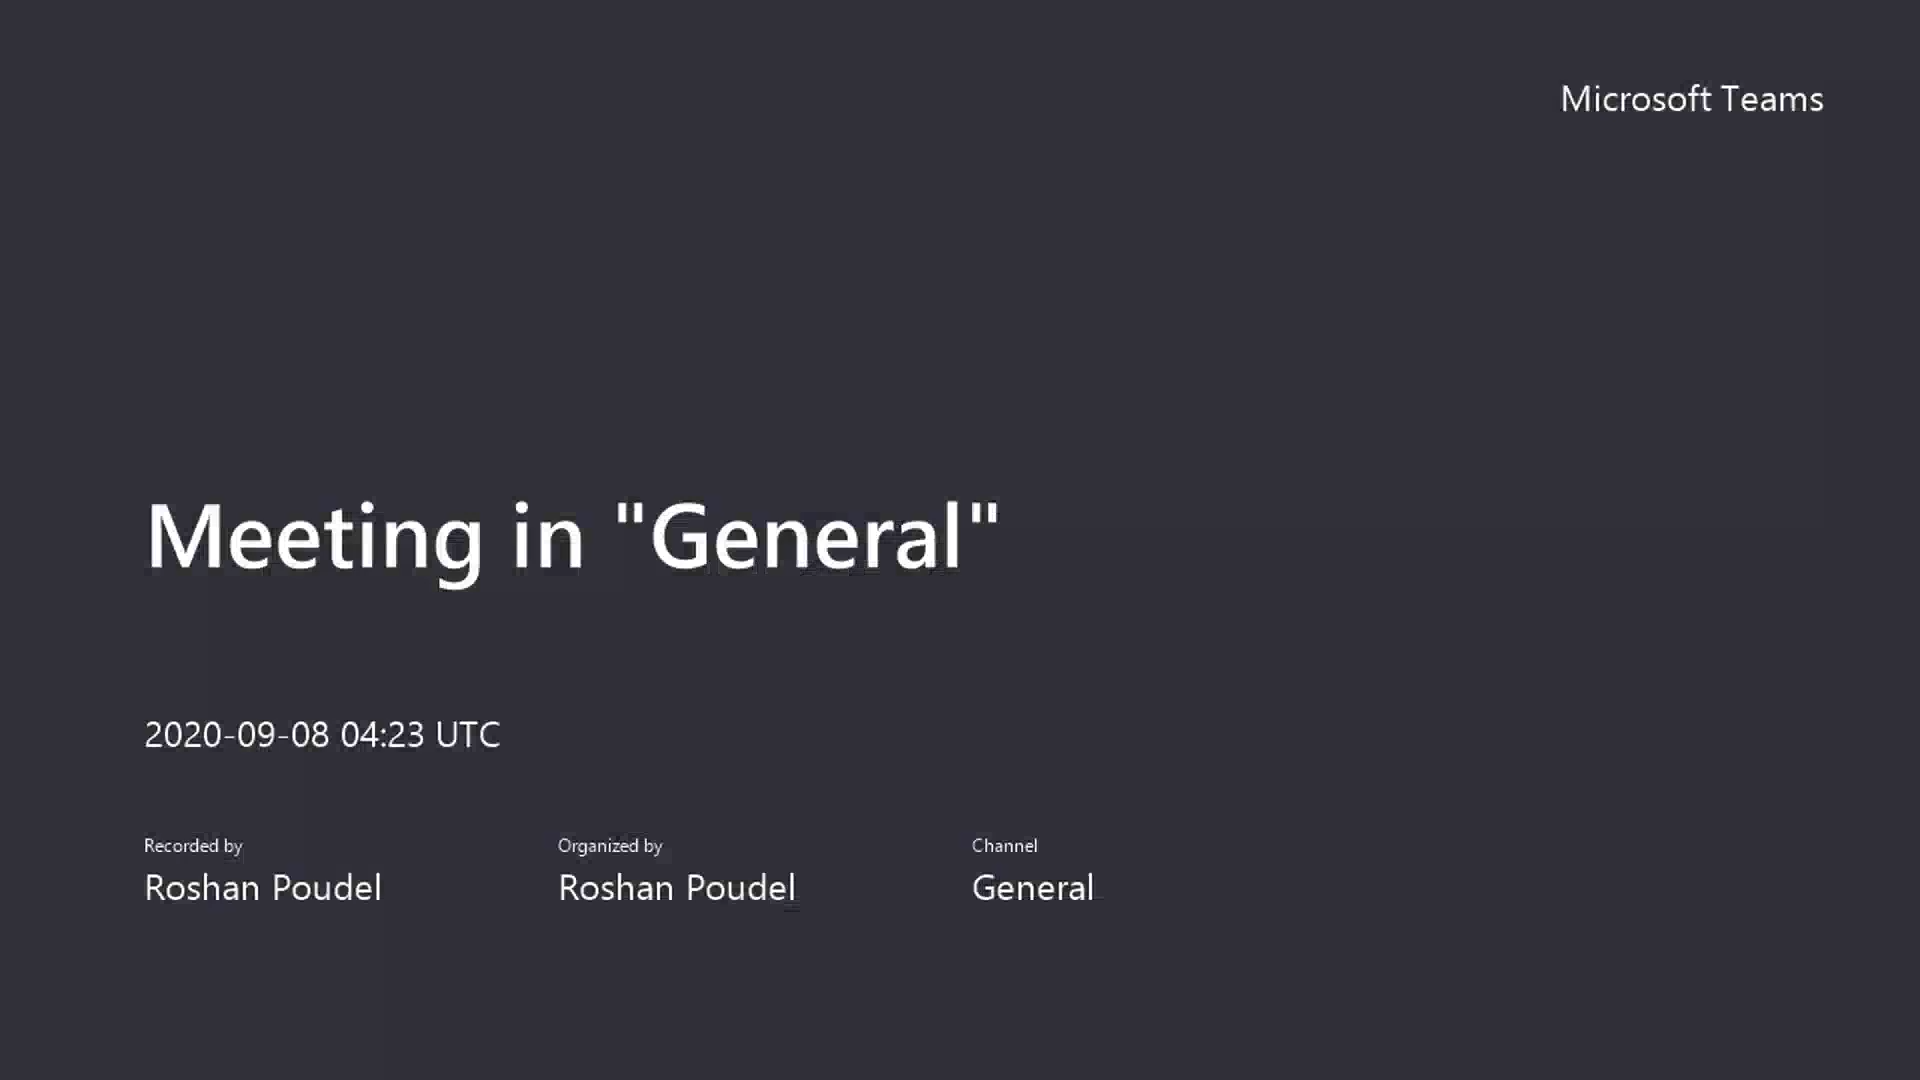 Microsoft Teams
Meeting in "General"
2020-09-08 04:23 UTC
Recorded by
Roshan Poudel
Organized by
Roshan Poudel
Channel
General